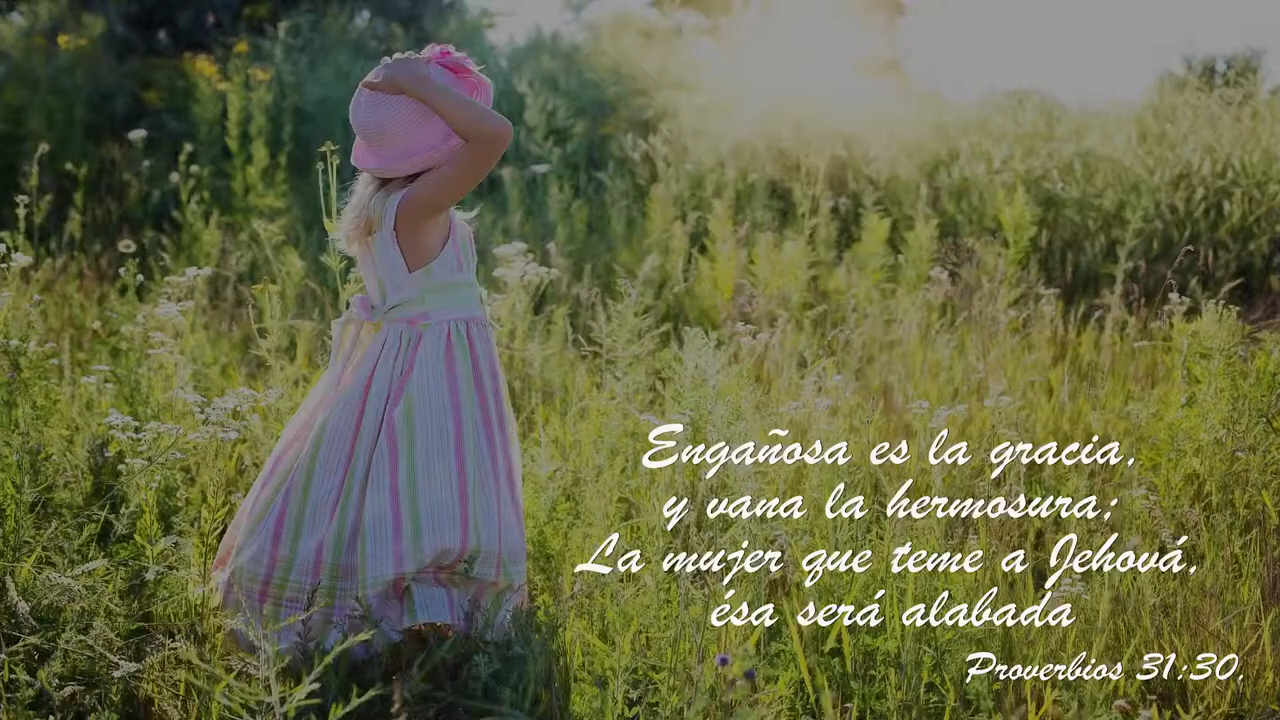 Engañosa es la gracia,
y vana la hermosura;
La mujer que teme a Jehová,
ésa será alabada
Proverbios 31:30.